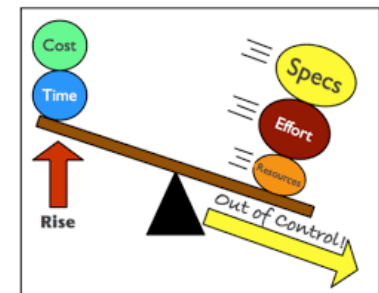 Cost
Time
Specs
Effort
Resources
Rise
Out of Control!